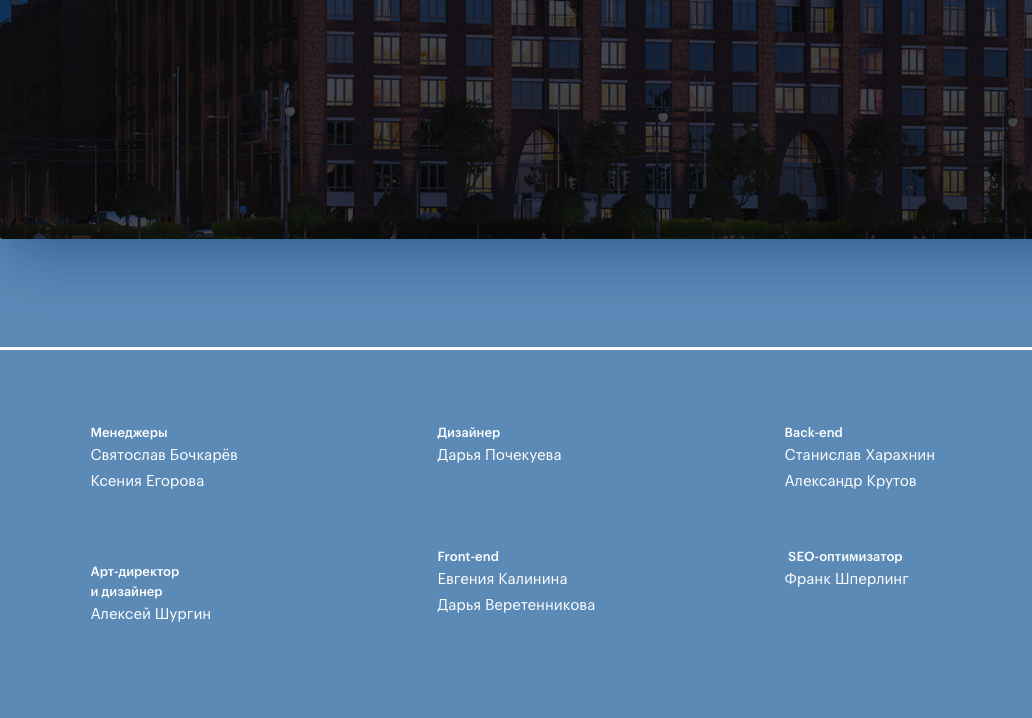 Менеджеры
Святослав Бочкарёв
Ксения Егорова
Дизайнер
Дарья Почекуева
Back-end
Станислав Харахнин
Александр Крутов
Арт-директор
и дизайнер
Алексей Шургин
Front-end
Евгения Калинина
Дарья Веретенникова
SEO-оптимизатор
Франк Шперлинг